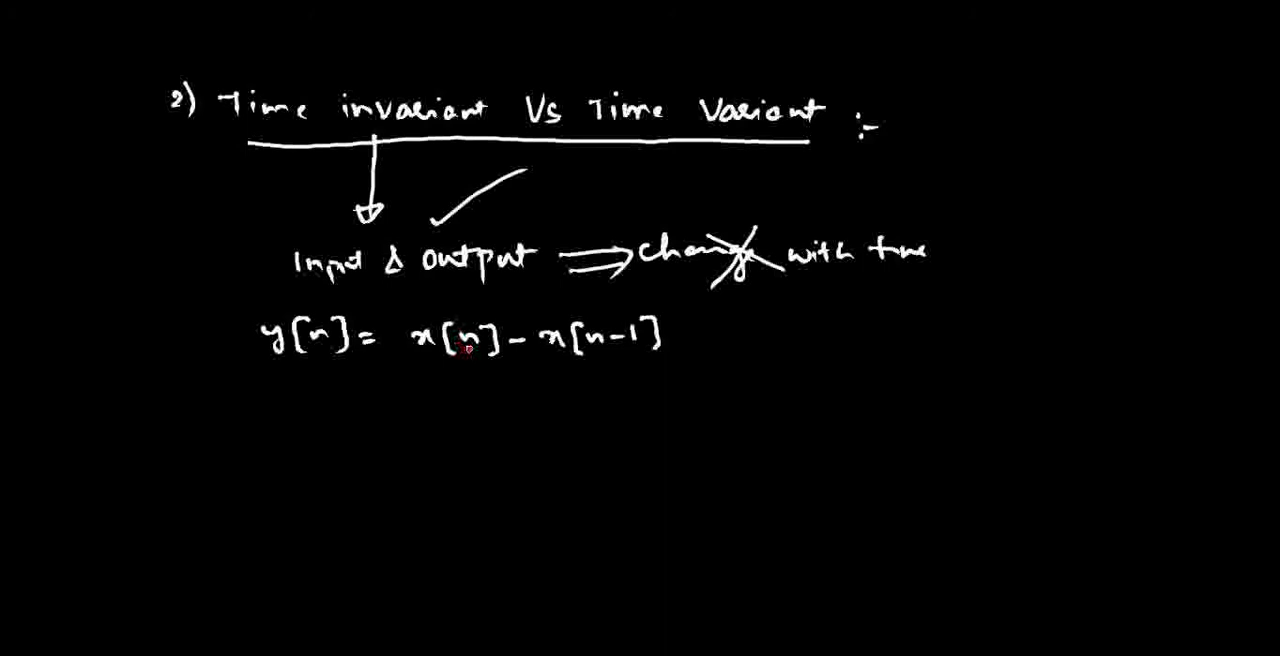 2) Time invariant Vs Time Variant :-
Input & output ⇒ change with time
y[n] = x[n] - x[n-1]